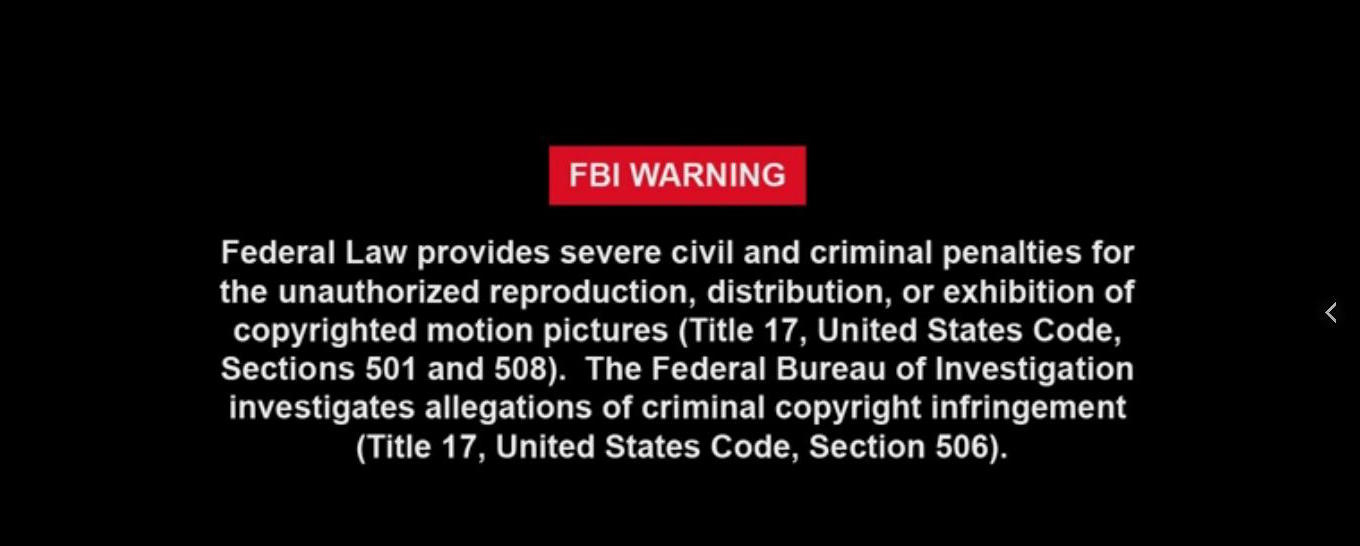 FBI WARNING
Federal Law provides severe civil and criminal penalties for
the unauthorized reproduction, distribution, or exhibition of
copyrighted motion pictures (Title 17, United States Code,
Sections 501 and 508).  The Federal Bureau of Investigation
investigates allegations of criminal copyright infringement
(Title 17, United States Code, Section 506).